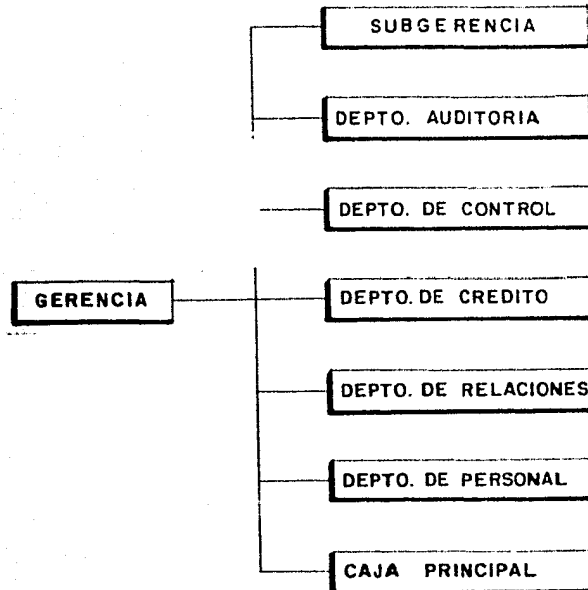 SUBGERENCIA
DEPTO. AUDITORIA
DEPTO. DE CONTROL
GERENCIA
DEPTO. DE CREDITO
DEPTO. DE RELACIONES
DEPTO. DE PERSONAL
CAJA PRINCIPAL